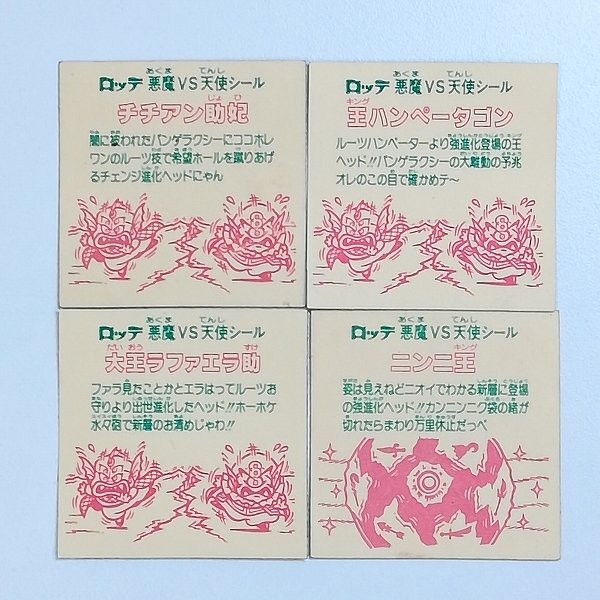 ロッテ 悪魔VS天使シール
チチアン助妃
闇に被われたパンゲラクシーにココホレ
ワンのルーツ技で希望ホールを蹴りあげ
るチェンジ進化ヘッドにゃん
ロッテ 悪魔VS天使シール
王ハンペータゴン
ルーツハンペーターより強進化登場の王
ヘッド!!パンゲラクシーの大離動の予兆
オレのこの目で確かめテ〜
ロッテ 悪魔VS天使シール
大王ラファエラ助
ファラ見たことかとエラはってルーツお
守りより出世進化したヘッド!!ホーホケ
水々砲で新層のお清めじゃわ!!
ロッテ 悪魔VS天使シール
ニンニ王
姿は見えねどニオイでわかる新層に登場
の強進化ヘッド!!カンニンニク袋の緒が
切れたらまわり万里休止だっぺ